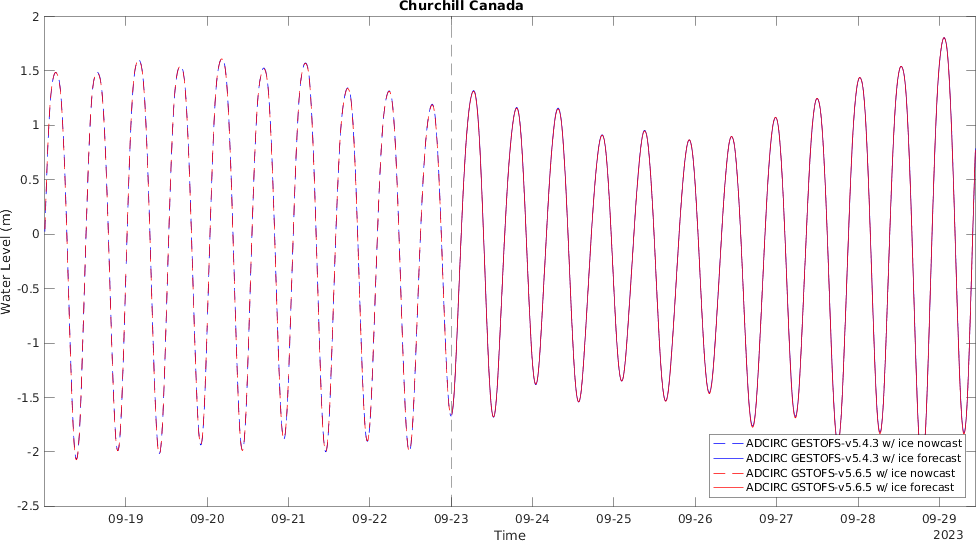 Churchill Canada
2
1.5
1
0.5
0
-0.5
-1
-1.5
-2
-2.5
Water Level (m)
09-19 09-20 09-21 09-22 09-23 09-24 09-25 09-26 09-27 09-28 09-29
Time
2023
ADCIRC GESTOFS-v5.4.3 w/ ice nowcast
ADCIRC GESTOFS-v5.4.3 w/ ice forecast
ADCIRC GSTOFS-v5.6.5 w/ ice nowcast
ADCIRC GSTOFS-v5.6.5 w/ ice forecast